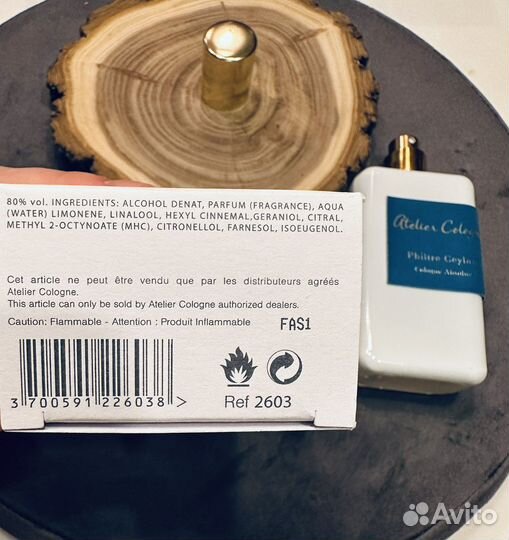 80% vol. INGREDIENTS: ALCOHOL DENAT, PARFUM (FRAGRANCE), AQUA
(WATER) LIMONENE, LINALOOL, HEXYL CINNEMAL,GERANIOL, CITRAL,
METHYL 2-OCTYNOATE (MHC), CITRONELLOL, FARNESOL, ISOEUGENOL.
Cet article ne peut être vendu que par les distributeurs agréés
Atelier Cologne.
This article can only be sold by Atelier Cologne authorized dealers.
Caution: Flammable - Attention : Produit Inflammable
FAS1
3 700591 226038 >
Ref 2603
Atelier Cologne
Philtre Ceylan
Cologne Absolue
Avito